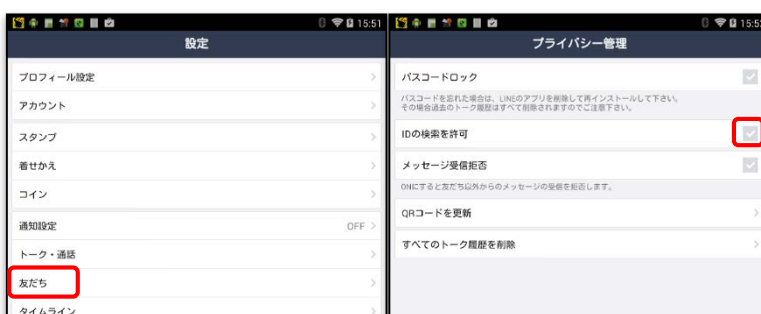 15:51
設定
プロフィール設定
アカウント
スタンプ
着せかえ
コイン
通知設定 OFF
トーク・通話
友だち
タイムライン
15:52
プライバシー管理
パスコードロック
パスコードを忘れた場合は、LINEのアプリを削除して再インストールして下さい。
その場合過去のトーク履歴はすべて削除されますのでご注意下さい。
IDの検索を許可
メッセージ受信拒否
ONにすると友だち以外からのメッセージの受信を拒否します。
QRコードを更新
すべてのトーク履歴を削除